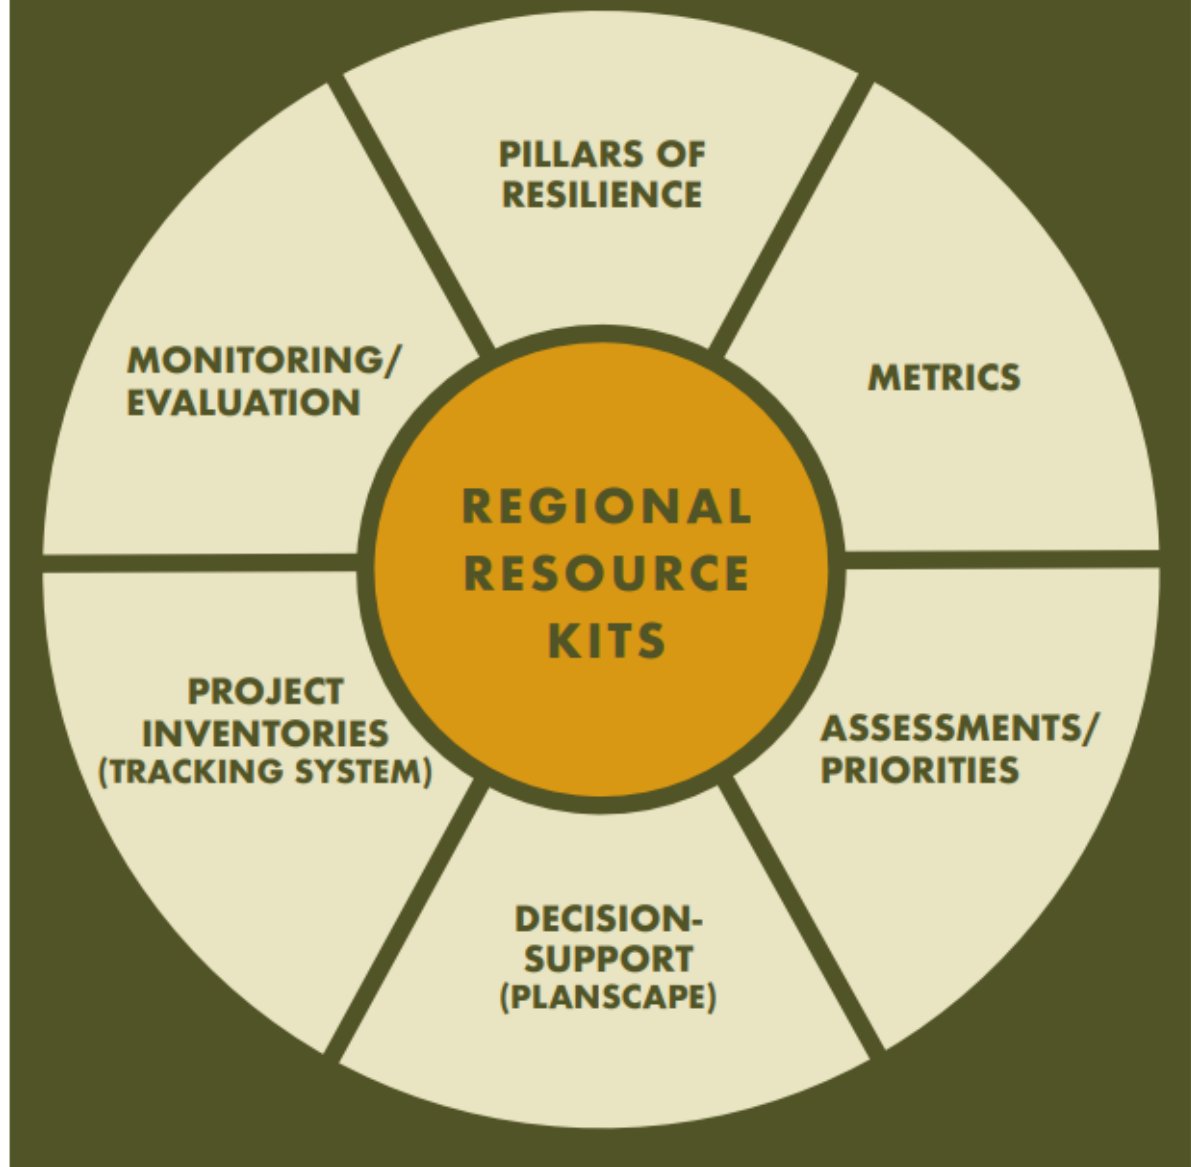 PILLARS OF
RESILIENCE
METRICS
ASSESSMENTS/
PRIORITIES
DECISION-
SUPPORT
(PLANSCAPE)
PROJECT
INVENTORIES
(TRACKING SYSTEM)
MONITORING/
EVALUATION
REGIONAL
RESOURCE
KITS